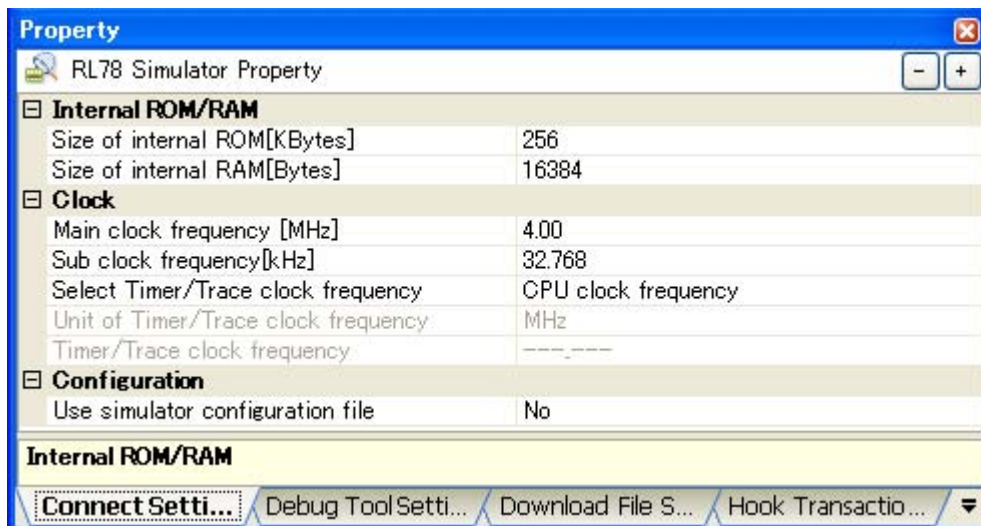 Property
RL78 Simulator Property
Internal ROM/RAM
Size of internal ROM[KBytes] 256
Size of internal RAM[Bytes] 16384
Clock
Main clock frequency [MHz] 4.00
Sub clock frequency[kHz] 32.768
Select Timer/Trace clock frequency CPU clock frequency
Unit of Timer/Trace clock frequency MHz
Timer/Trace clock frequency ---.---
Configuration
Use simulator configuration file No
Internal ROM/RAM
Connect Setti... Debug Tool Setti... Download File S... Hook Transactio...